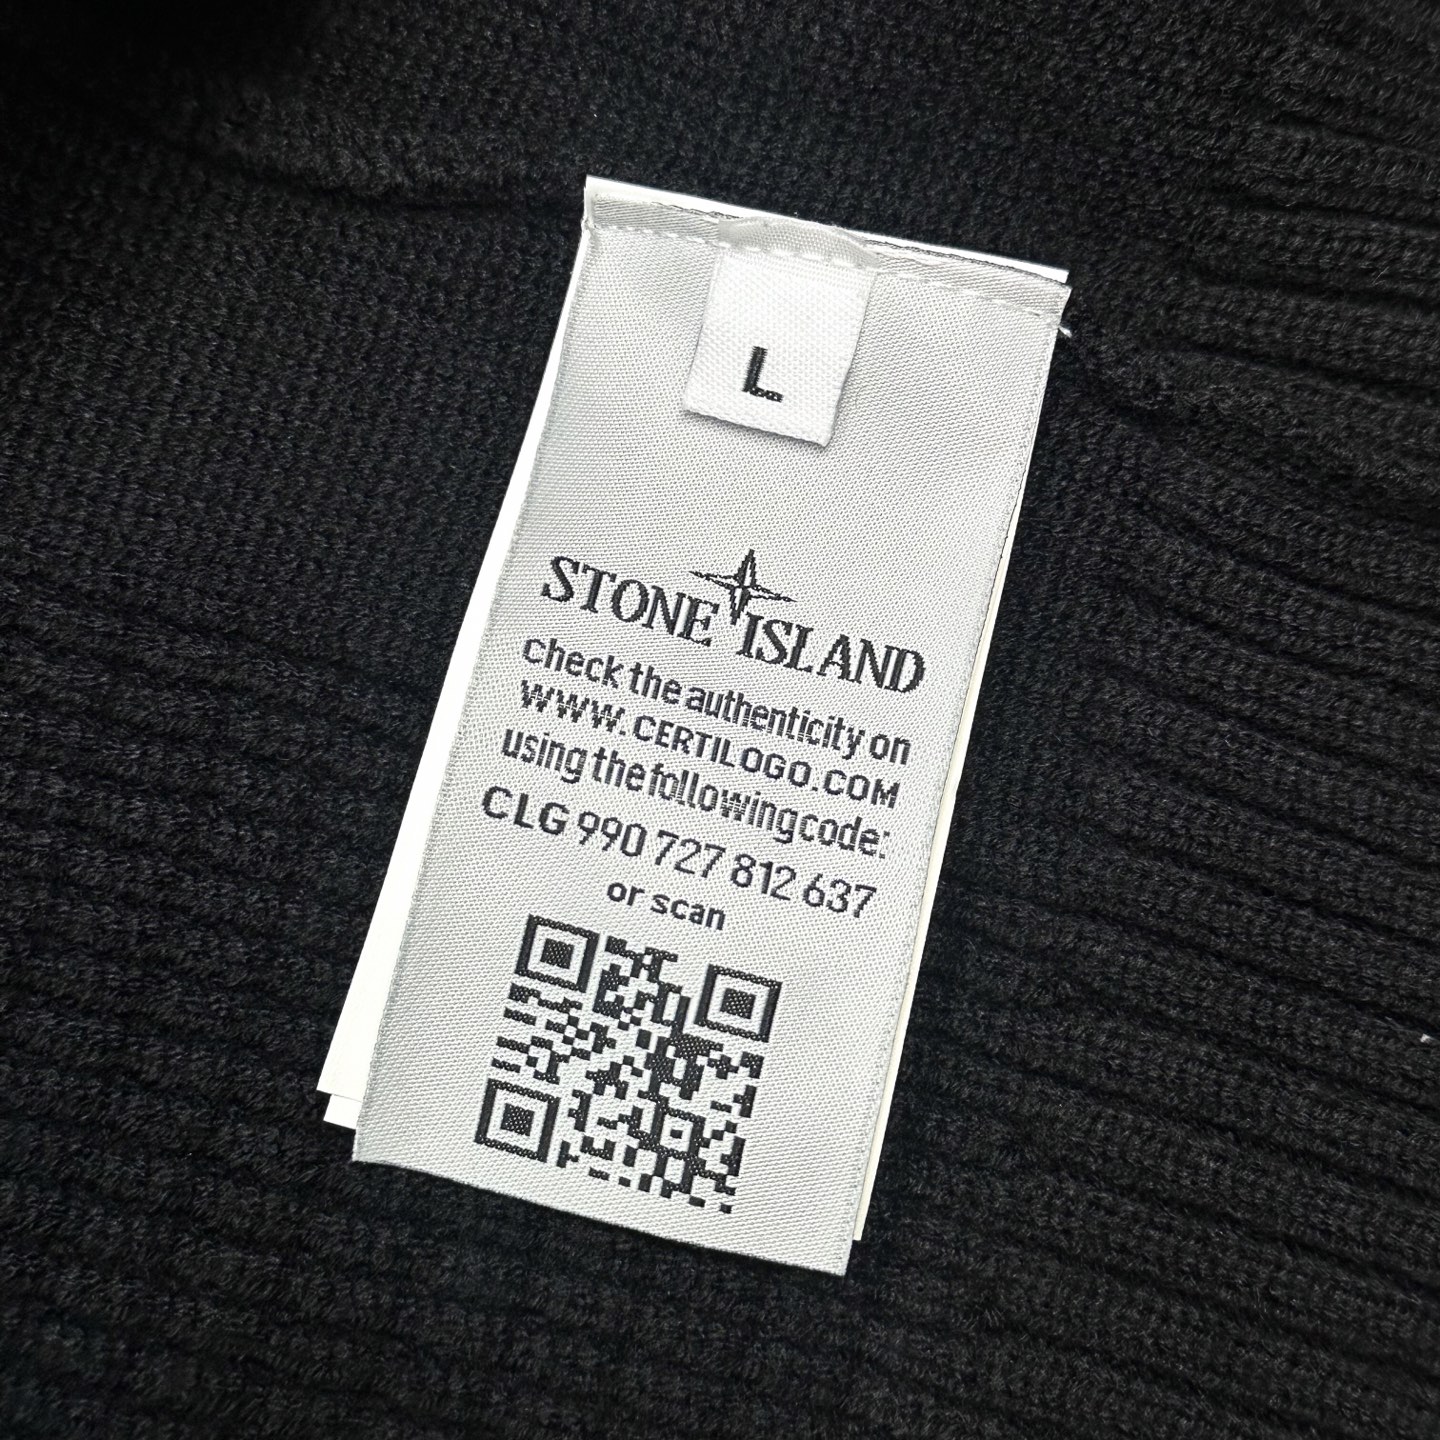 L
STONE ISLAND
check the authenticity on
WWW.CERTILOGO.COM
using the following code:
CLG 990 727 812 637
or scan